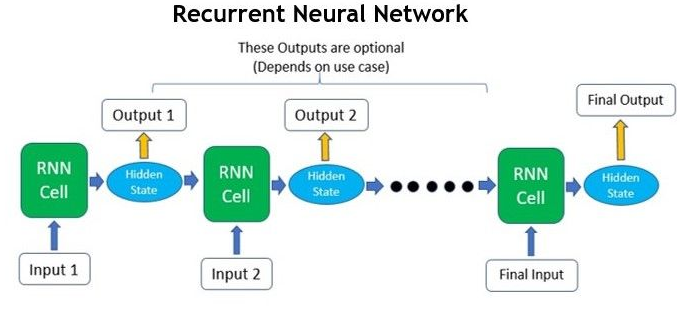 Recurrent Neural Network
These Outputs are optional
(Depends on use case)
Output 1
Output 2
Final Output
RNN
Cell
Hidden
State
RNN
Cell
Hidden
State
RNN
Cell
Hidden
State
Input 1
Input 2
Final Input